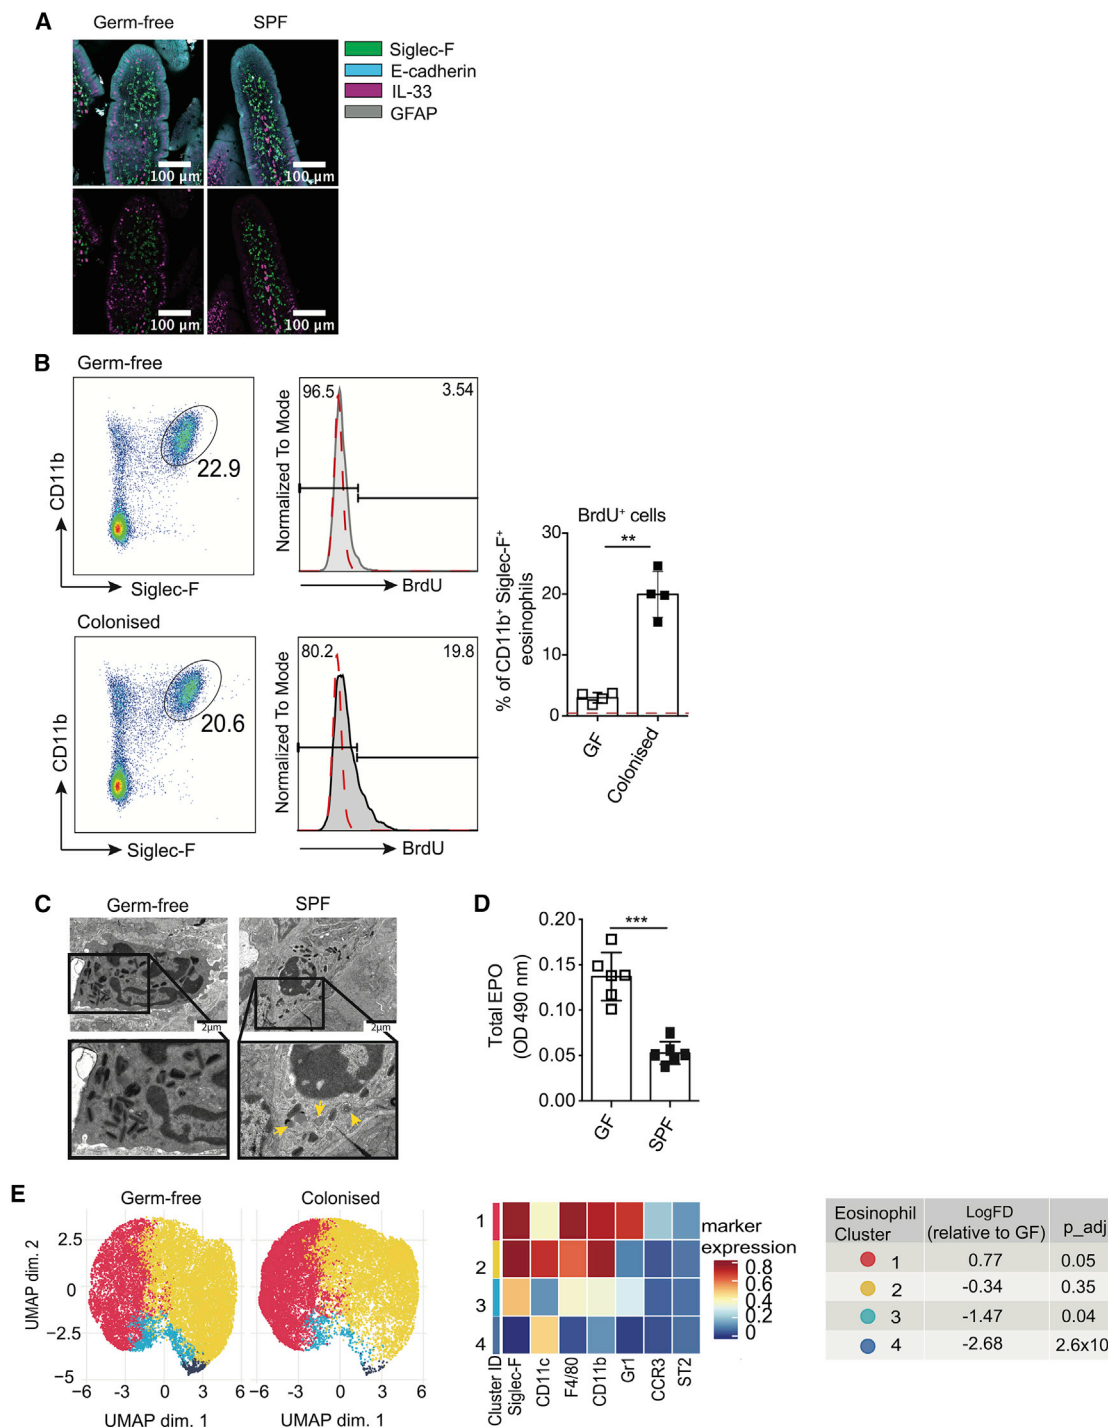 A
Germ-free SPF
Siglec-F
E-cadherin
IL-33
GFAP
100 µm 100 µm
100 µm 100 µm
B
Germ-free
CD11b
22.9
Siglec-F
Normalized To Mode
96.5 3.54
BrdU
Colonised
CD11b
20.6
Siglec-F
Normalized To Mode
80.2 19.8
BrdU
BrdU+ cells
**
% of CD11b+ Siglec-F+
eosinophils
30
20
10
0
GF Colonised
C
Germ-free SPF
2µm 2µm
D
***
Total EPO
(OD 490 nm)
0.20
0.15
0.10
0.05
0.00
GF SPF
E
Germ-free Colonised
UMAP dim. 2
2.5
0
−2.5
−5
−6 −3 0 3 6 −3 0 3 6
UMAP dim. 1 UMAP dim. 1
1
2
3
4
Cluster ID Siglec-F CD11c F4/80 CD11b Gr1 CCR3 ST2
marker
expression
0.8
0.6
0.4
0.2
0
Eosinophil Cluster LogFD (relative to GF) p_adj
1 0.77 0.05
2 -0.34 0.35
3 -1.47 0.04
4 -2.68 2.6x10